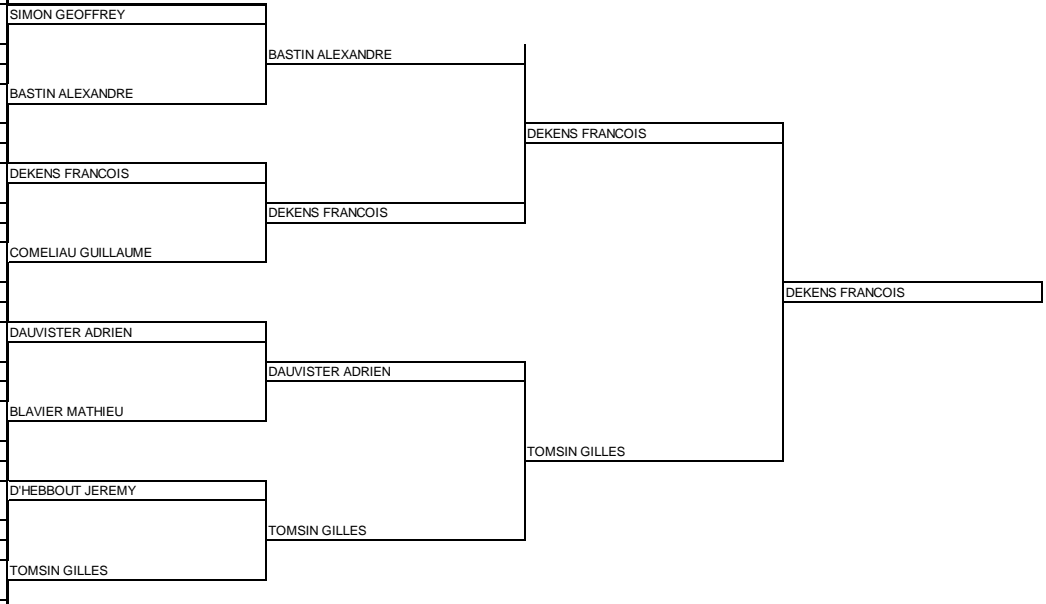 SIMON GEOFFREY
BASTIN ALEXANDRE
BASTIN ALEXANDRE
DEKENS FRANCOIS
DEKENS FRANCOIS
DEKENS FRANCOIS
COMELIAU GUILLAUME
DEKENS FRANCOIS
DAUVISTER ADRIEN
DAUVISTER ADRIEN
BLAVIER MATHIEU
TOMSIN GILLES
D'HEBBOUT JEREMY
TOMSIN GILLES
TOMSIN GILLES